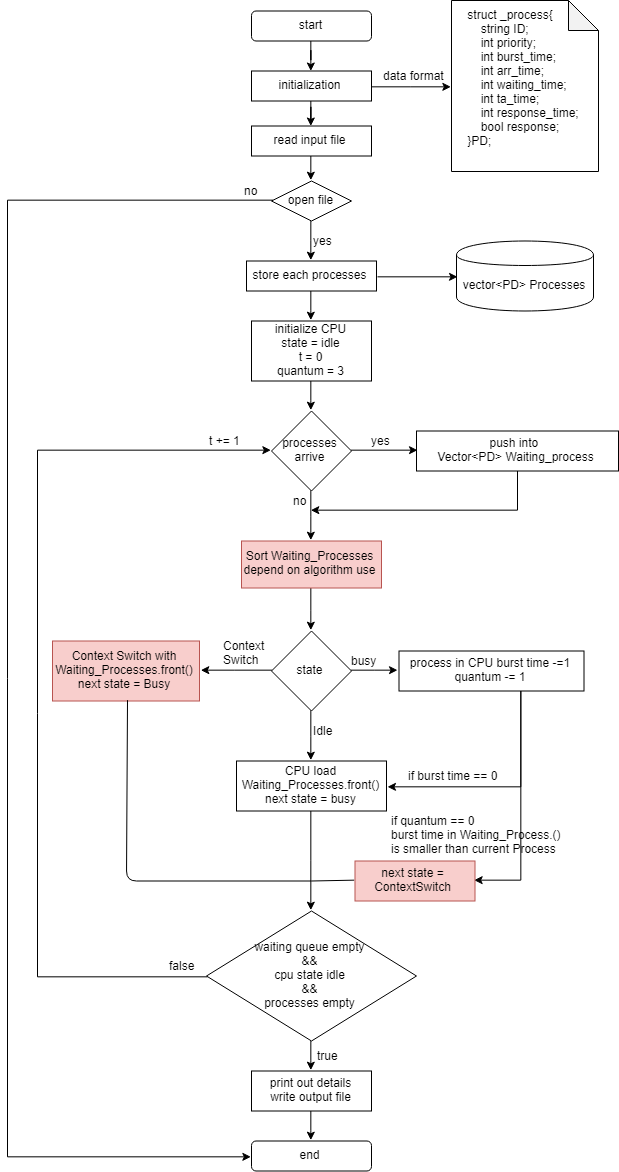 start
initialization
data format
struct _process{
string ID;
int priority;
int burst_time;
int arr_time;
int waiting_time;
int ta_time;
int response_time;
bool response;
}PD;
read input file
no
open file
yes
store each processes
vector<PD> Processes
initialize CPU
state = idle
t = 0
quantum = 3
t += 1
processes
arrive
yes
push into
Vector<PD> Waiting_process
no
Sort Waiting_Processes
depend on algorithm use
Context Switch with
Waiting_Processes.front()
next state = Busy
Context
Switch
state
busy
process in CPU burst time -=1
quantum -= 1
Idle
CPU load
Waiting_Processes.front()
next state = busy
if burst time == 0
if quantum == 0
burst time in Waiting_Process.()
is smaller than current Process
next state =
ContextSwitch
false
waiting queue empty
&&
cpu state idle
&&
processes empty
true
print out details
write output file
end